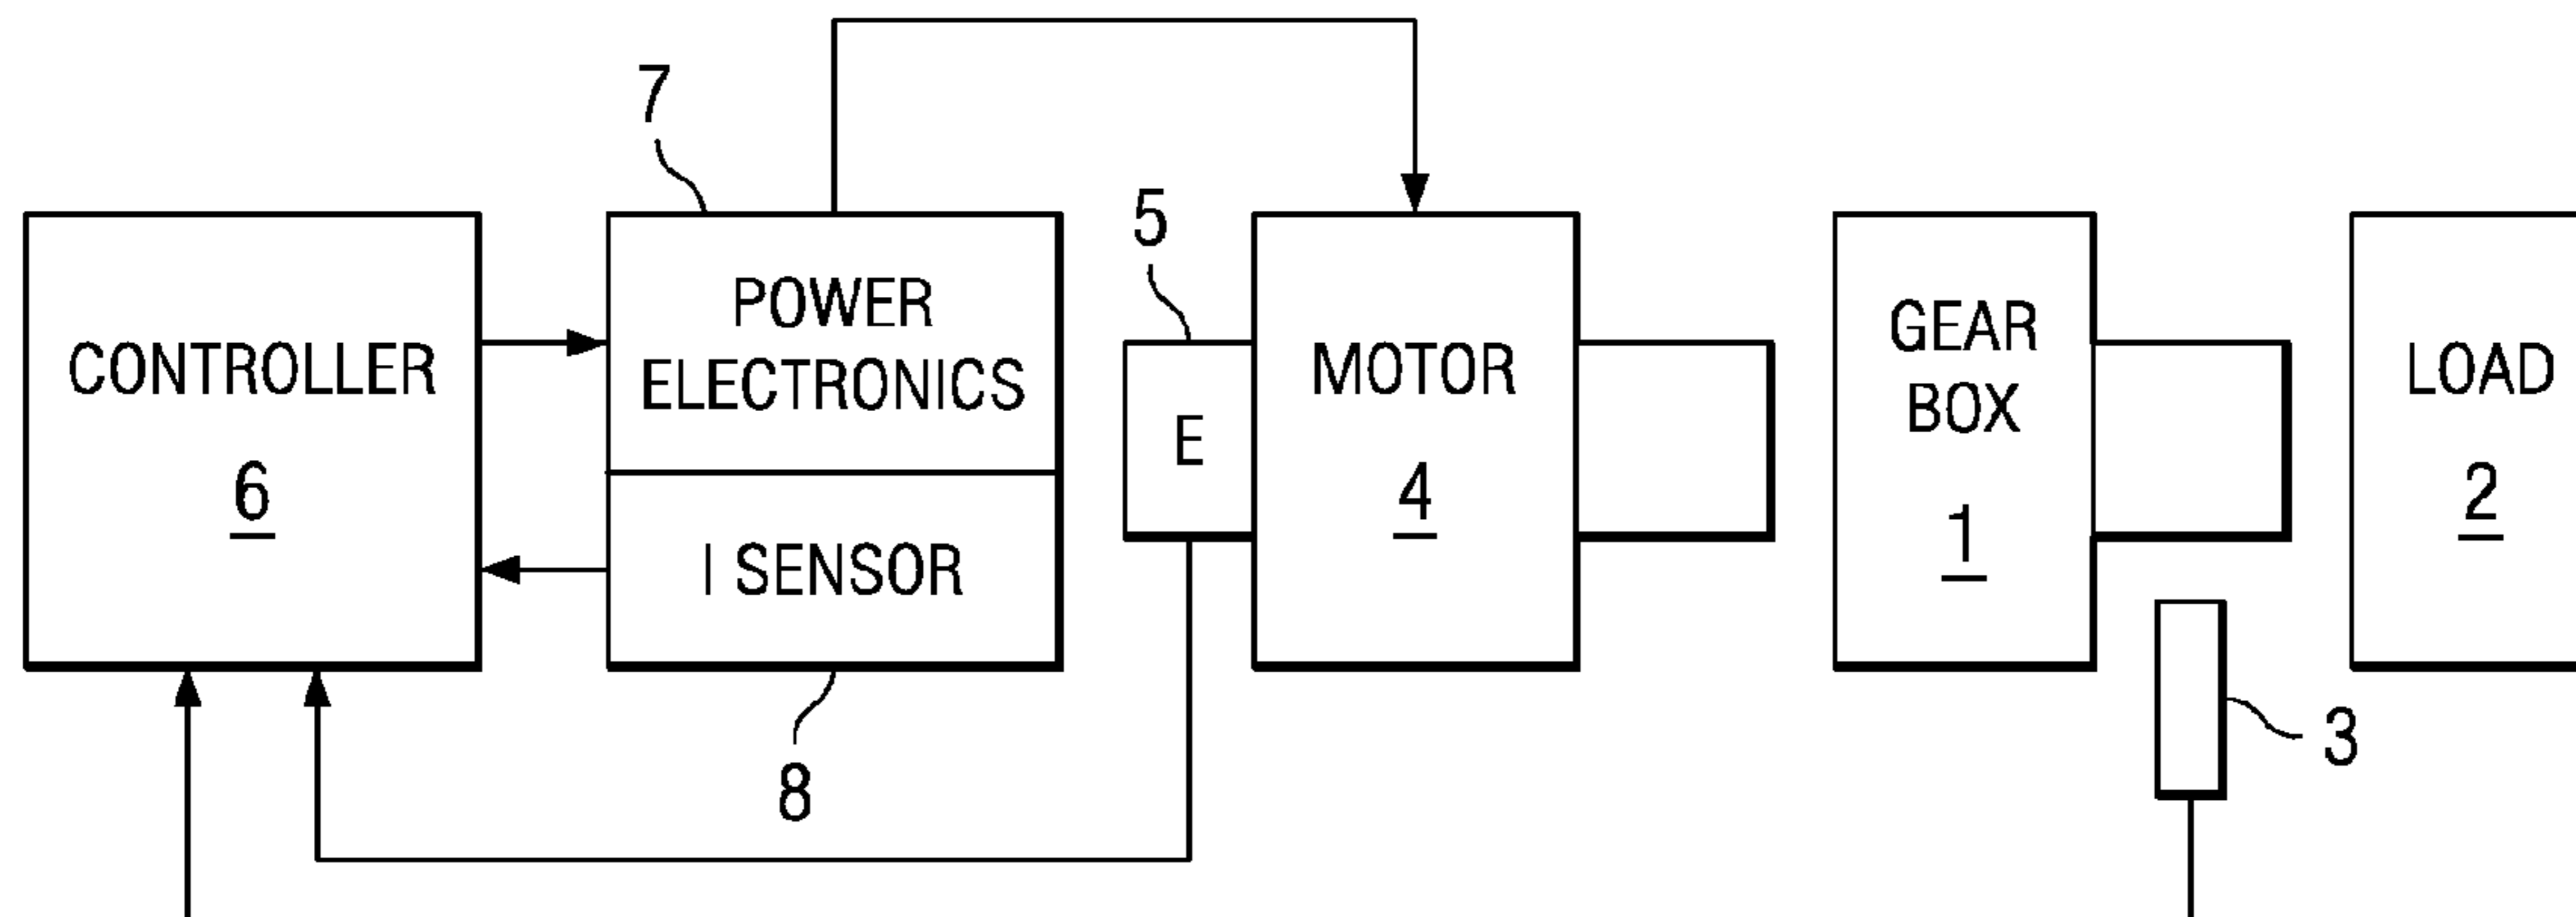 7
5
CONTROLLER
6
POWER
ELECTRONICS
I SENSOR
8
E
MOTOR
4
GEAR
BOX
1
LOAD
2
3